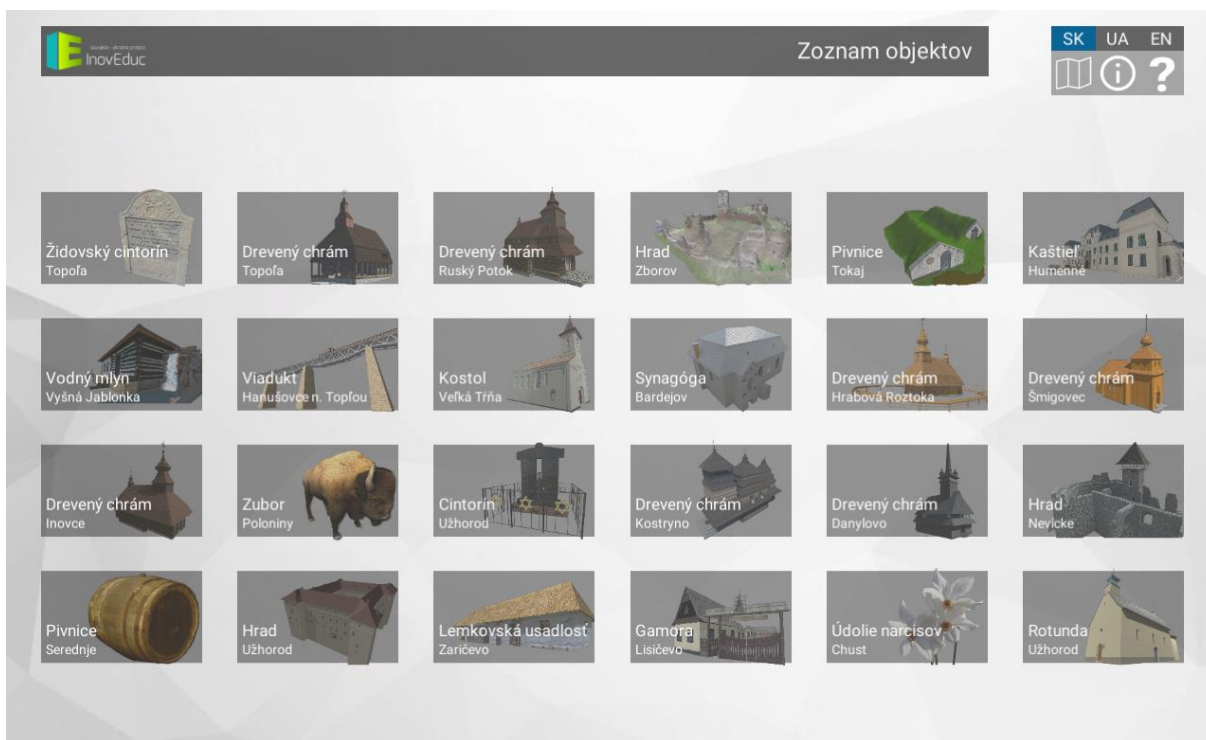 slovakia - ukraine project
InovEduc
Zoznam objektov
SK UA EN
Židovský cintorín
Topoľa
Drevený chrám
Topoľa
Drevený chrám
Ruský Potok
Hrad
Zborov
Pivnice
Tokaj
Kaštieľ
Humenné
Vodný mlyn
Vyšná Jablonka
Viadukt
Hanušovce n. Topľou
Kostol
Veľká Tŕňa
Synagóga
Bardejov
Drevený chrám
Hrabová Roztoka
Drevený chrám
Šmigovec
Drevený chrám
Inovce
Zubor
Poloniny
Cintorín
Užhorod
Drevený chrám
Kostryno
Drevený chrám
Danylovo
Hrad
Nevicke
Pivnice
Serednje
Hrad
Užhorod
Lemkovská usadlosť
Zaričevo
Gamora
Lisičevo
Údolie narcisov
Chust
Rotunda
Užhorod